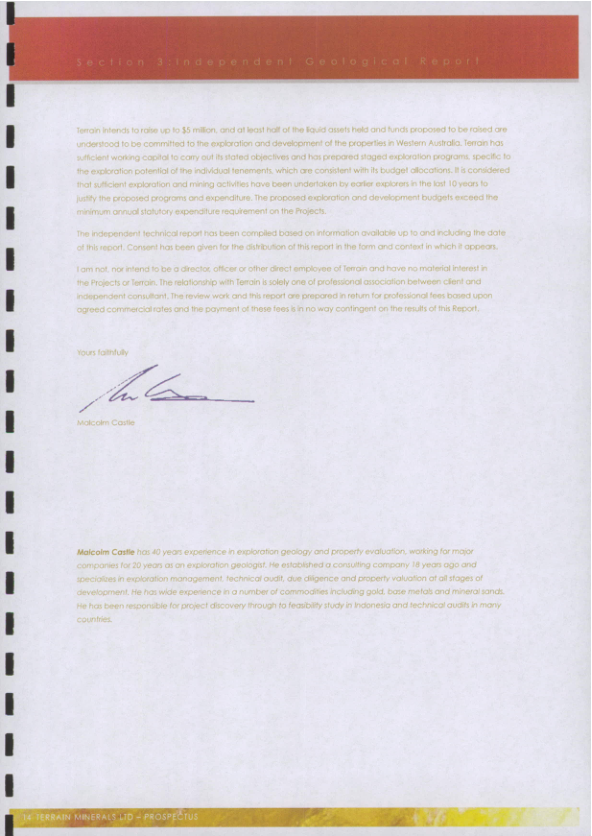 Section 3:Independent Geological Report
Terrain intends to raise up to $5 million, and at least half of the liquid assets held and funds proposed to be raised are
understood to be committed to the exploration and development of the properties in Western Australia. Terrain has
sufficient working capital to carry out its stated objectives and has prepared staged exploration programs, specific to
the exploration potential of the individual tenements, which are consistent with its budget allocations. It is considered
that sufficient exploration and mining activities have been undertaken by earlier explorers in the last 10-years to
justify the proposed programs and expenditure. The proposed exploration and development budgets exceed the
minimum annual statutory expenditure requirement on the Projects.
The independent technical report has been compiled based on information available up to and including the date
of this report. Consent has been given for the distribution of this report in the form and context in which it appears.
I am not, nor intend to be a director, officer or other direct employee of Terrain and have no material interest in
the Projects or Terrain. The relationship with Terrain is solely one of professional association between client and
independent consultant. The review work and this report are prepared in return for professional fees based upon
agreed commercial rates and the payment of these fees is in no way contingent on the results of this Report.
Yours faithfully
Malcolm Castle
Malcolm Castle has 40 years experience in exploration geology and property evaluation, working for major
companies for 20 years as an exploration geologist. He established a consulting company 18 years ago and
specializes in exploration management, technical audit, due diligence and property valuation at all stages of
development. He has wide experience in a number of commodities including gold, base metals and mineral sands.
He has been responsible for project discovery through to feasibility study in Indonesia and technical audits in many
countries.
TERRAIN MINERALS LTD – PROSPECTUS